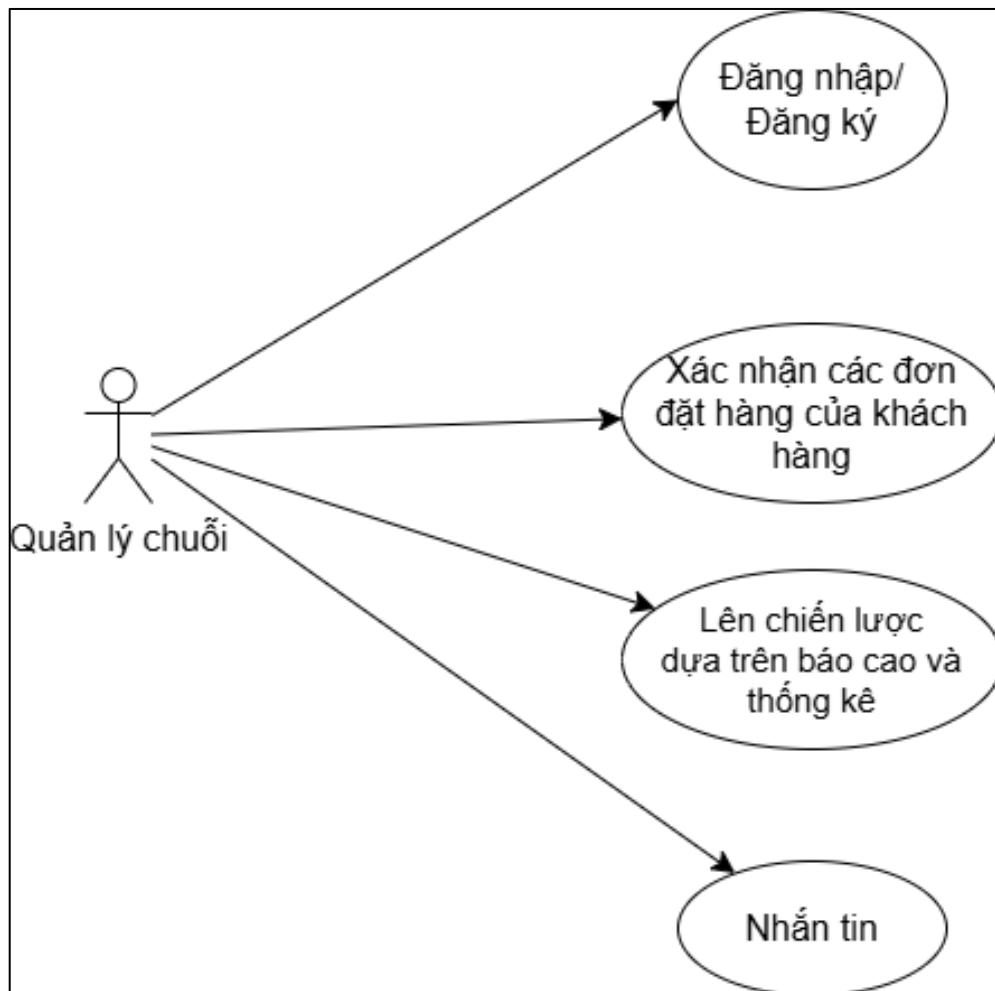 Đăng nhập/
Đăng ký
Xác nhận các đơn
đặt hàng của khách
hàng
Quản lý chuỗi
Lên chiến lược
dựa trên báo cáo và
thống kê
Nhắn tin